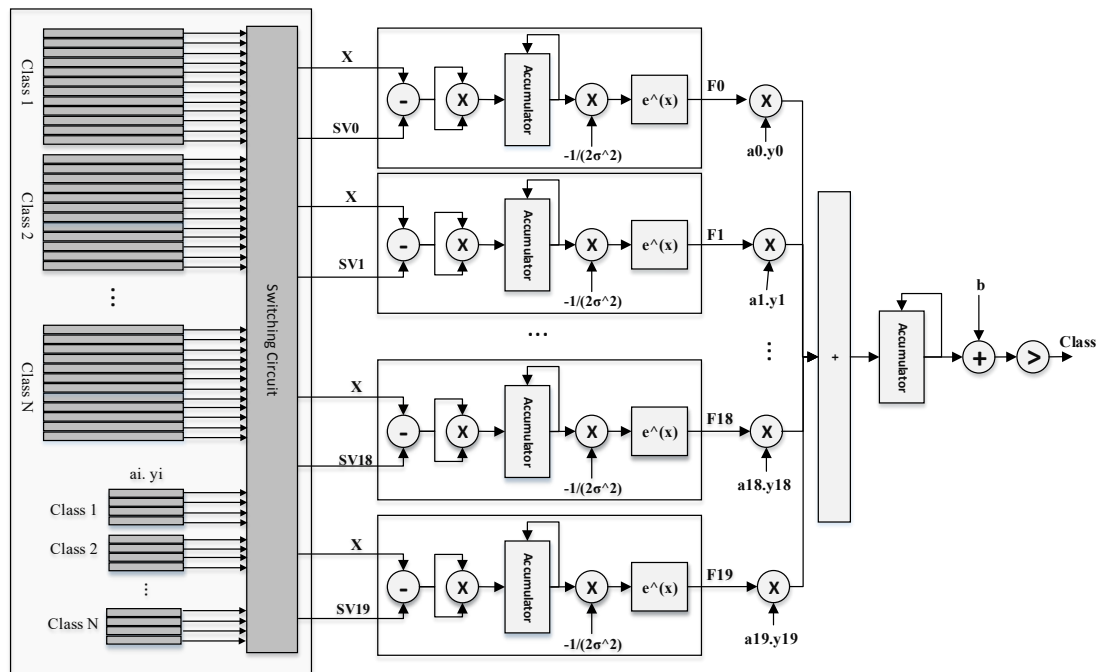 Class 1
Class 2
...
Class N
ai. yi
Class 1
Class 2
...
Class N
Switching Circuit
X
SV0
-
X
Accumulator
X
-1/(2σ^2)
e^(x)
F0
X
a0.y0
X
SV1
-
X
Accumulator
X
-1/(2σ^2)
e^(x)
F1
X
a1.y1
...
...
X
SV18
-
X
Accumulator
X
-1/(2σ^2)
e^(x)
F18
X
a18.y18
X
SV19
-
X
Accumulator
X
-1/(2σ^2)
e^(x)
F19
X
a19.y19
+
Accumulator
b
+
>
Class